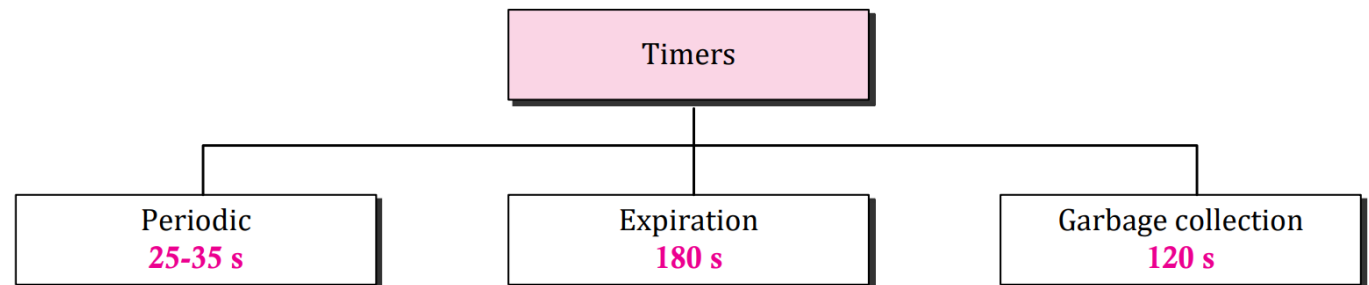 Timers
Periodic
25-35 s
Expiration
180 s
Garbage collection
120 s